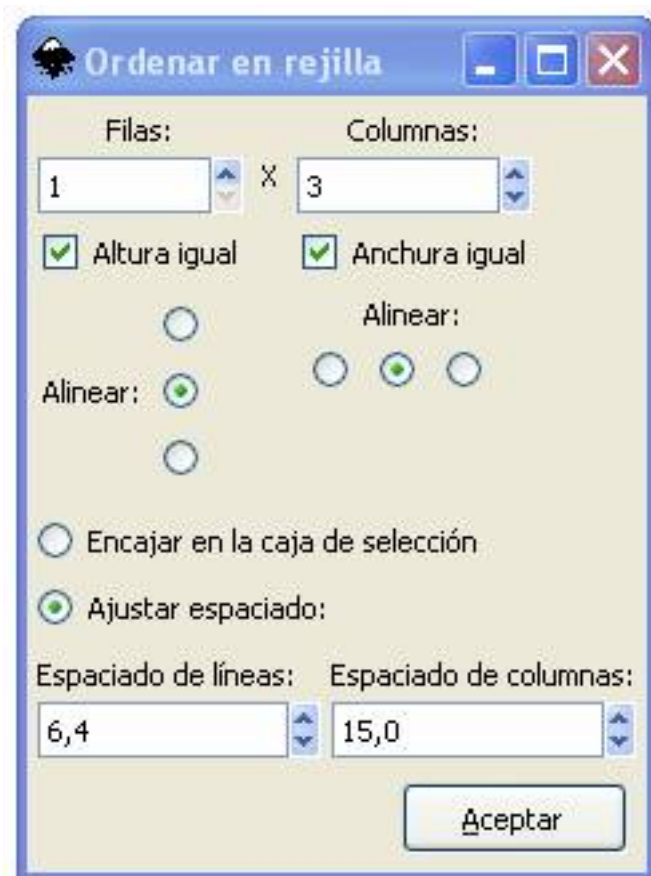 Ordenar en rejilla
Filas: Columnas:
1 X 3
Altura igual Anchura igual
Alinear:
Alinear:
Encajar en la caja de selección
Ajustar espaciado:
Espaciado de líneas: Espaciado de columnas:
6,4 15,0
Aceptar